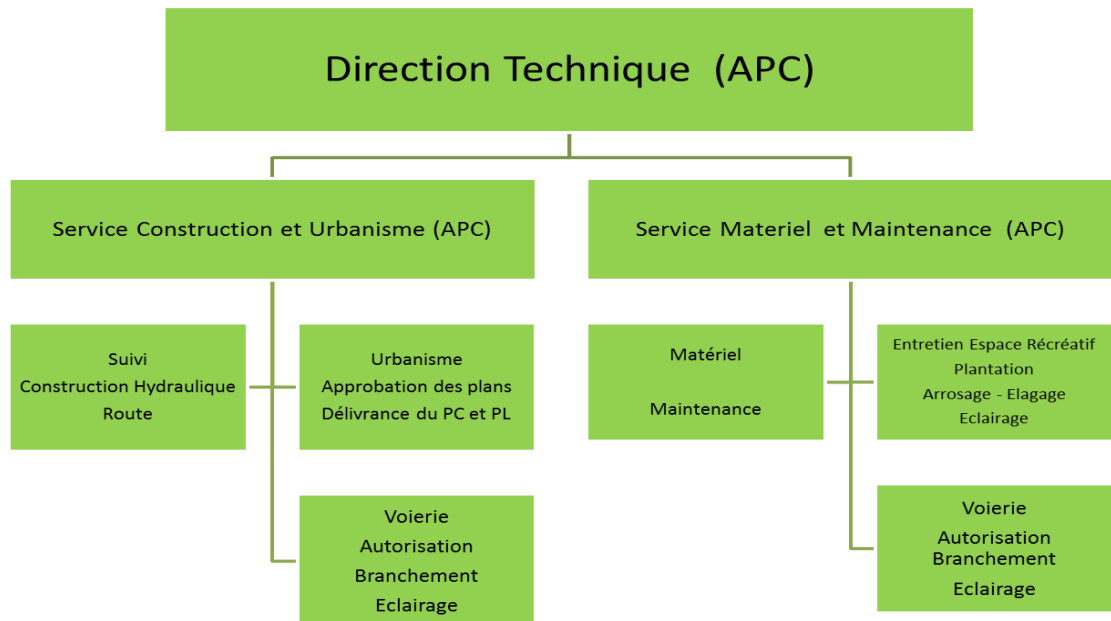 Direction Technique (APC)
Service Construction et Urbanisme (APC)
Service Materiel et Maintenance (APC)
Suivi
Construction Hydraulique
Route
Urbanisme
Approbation des plans
Délivrance du PC et PL
Matériel
Maintenance
Entretien Espace Récréatif
Plantation
Arrosage - Elagage
Eclairage
Voierie
Autorisation
Branchement
Eclairage
Voierie
Autorisation
Branchement
Eclairage